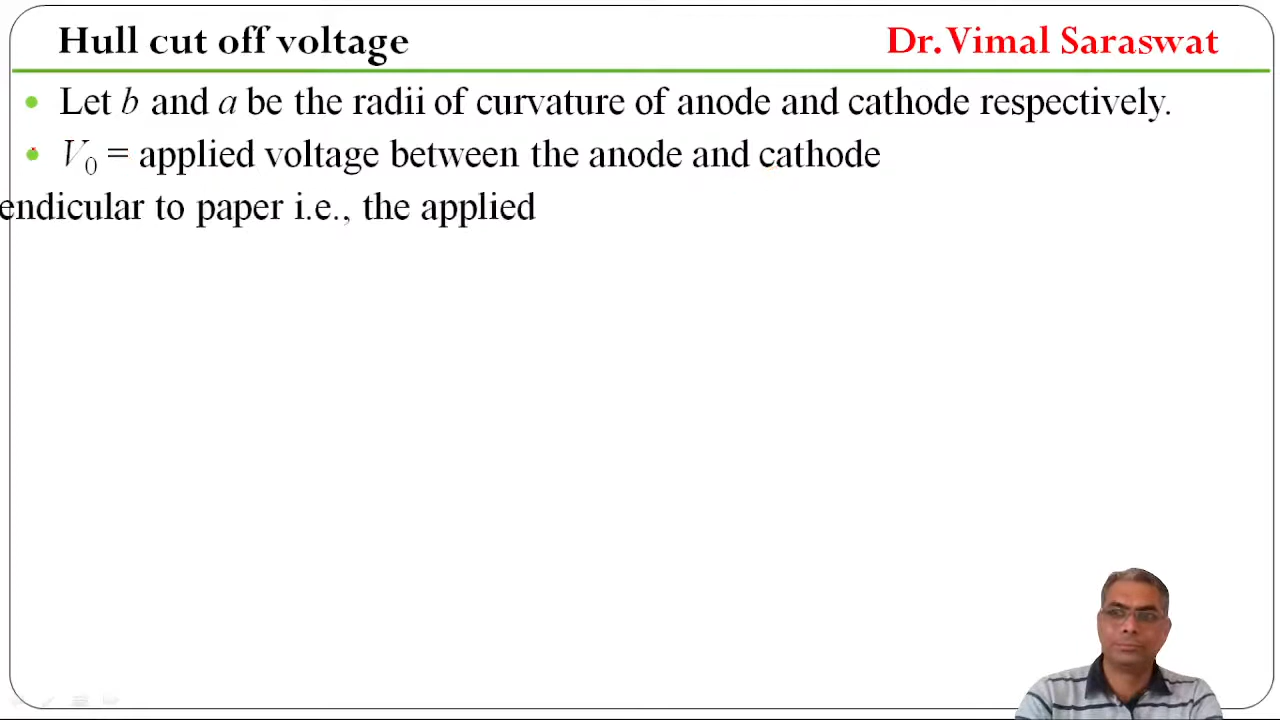 Hull cut off voltage
Dr. Vimal Saraswat
Let b and a be the radii of curvature of anode and cathode respectively.
V₀ = applied voltage between the anode and cathode
endicular to paper i.e., the applied